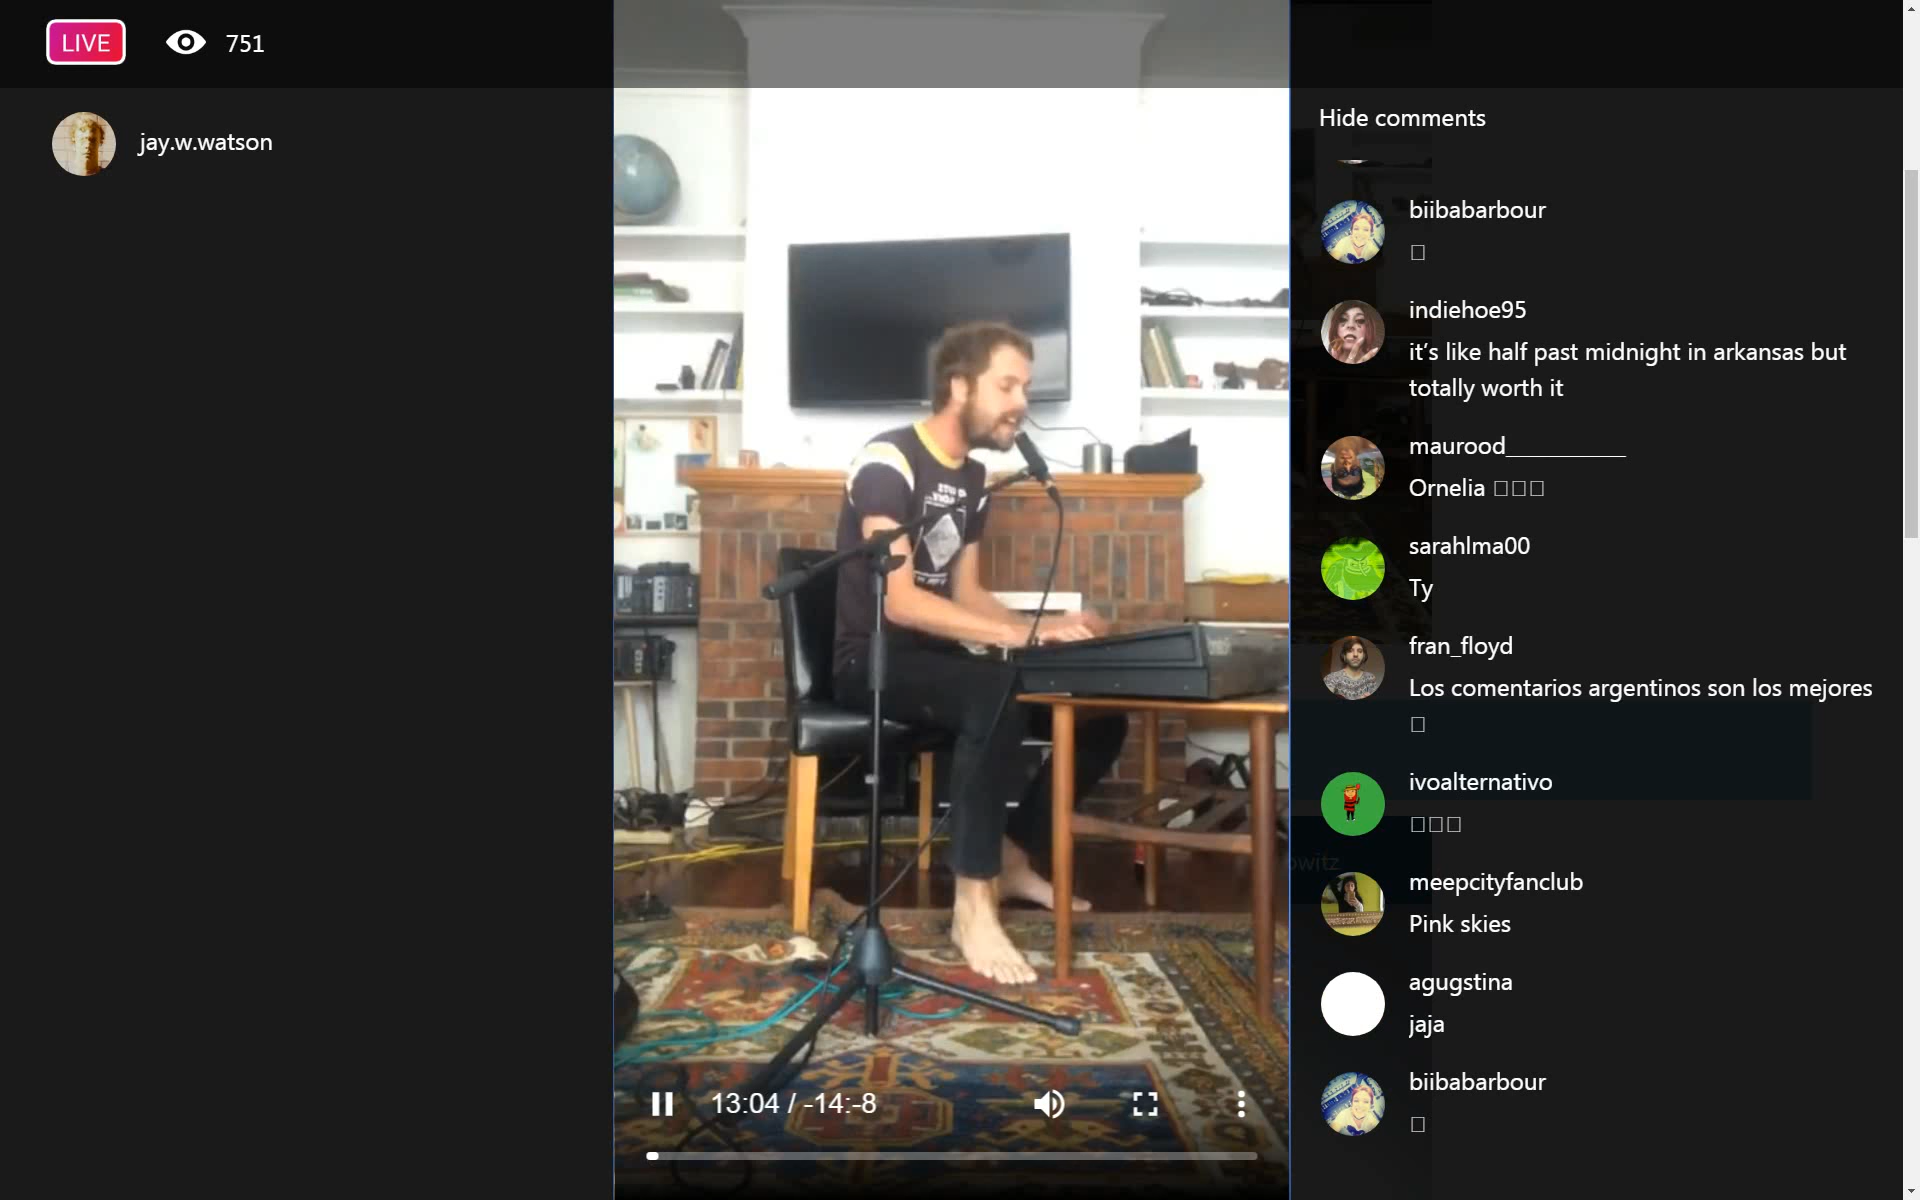 LIVE
751
jay.w.watson
Hide comments
biibabarbour
indiehoe95
it's like half past midnight in arkansas but
totally worth it
maurood__________
Ornelia
sarahlma00
Ty
fran_floyd
Los comentarios argentinos son los mejores
ivoalternativo
meepcityfanclub
Pink skies
agugstina
jaja
biibabarbour
13:04 / -14:-8
owitz